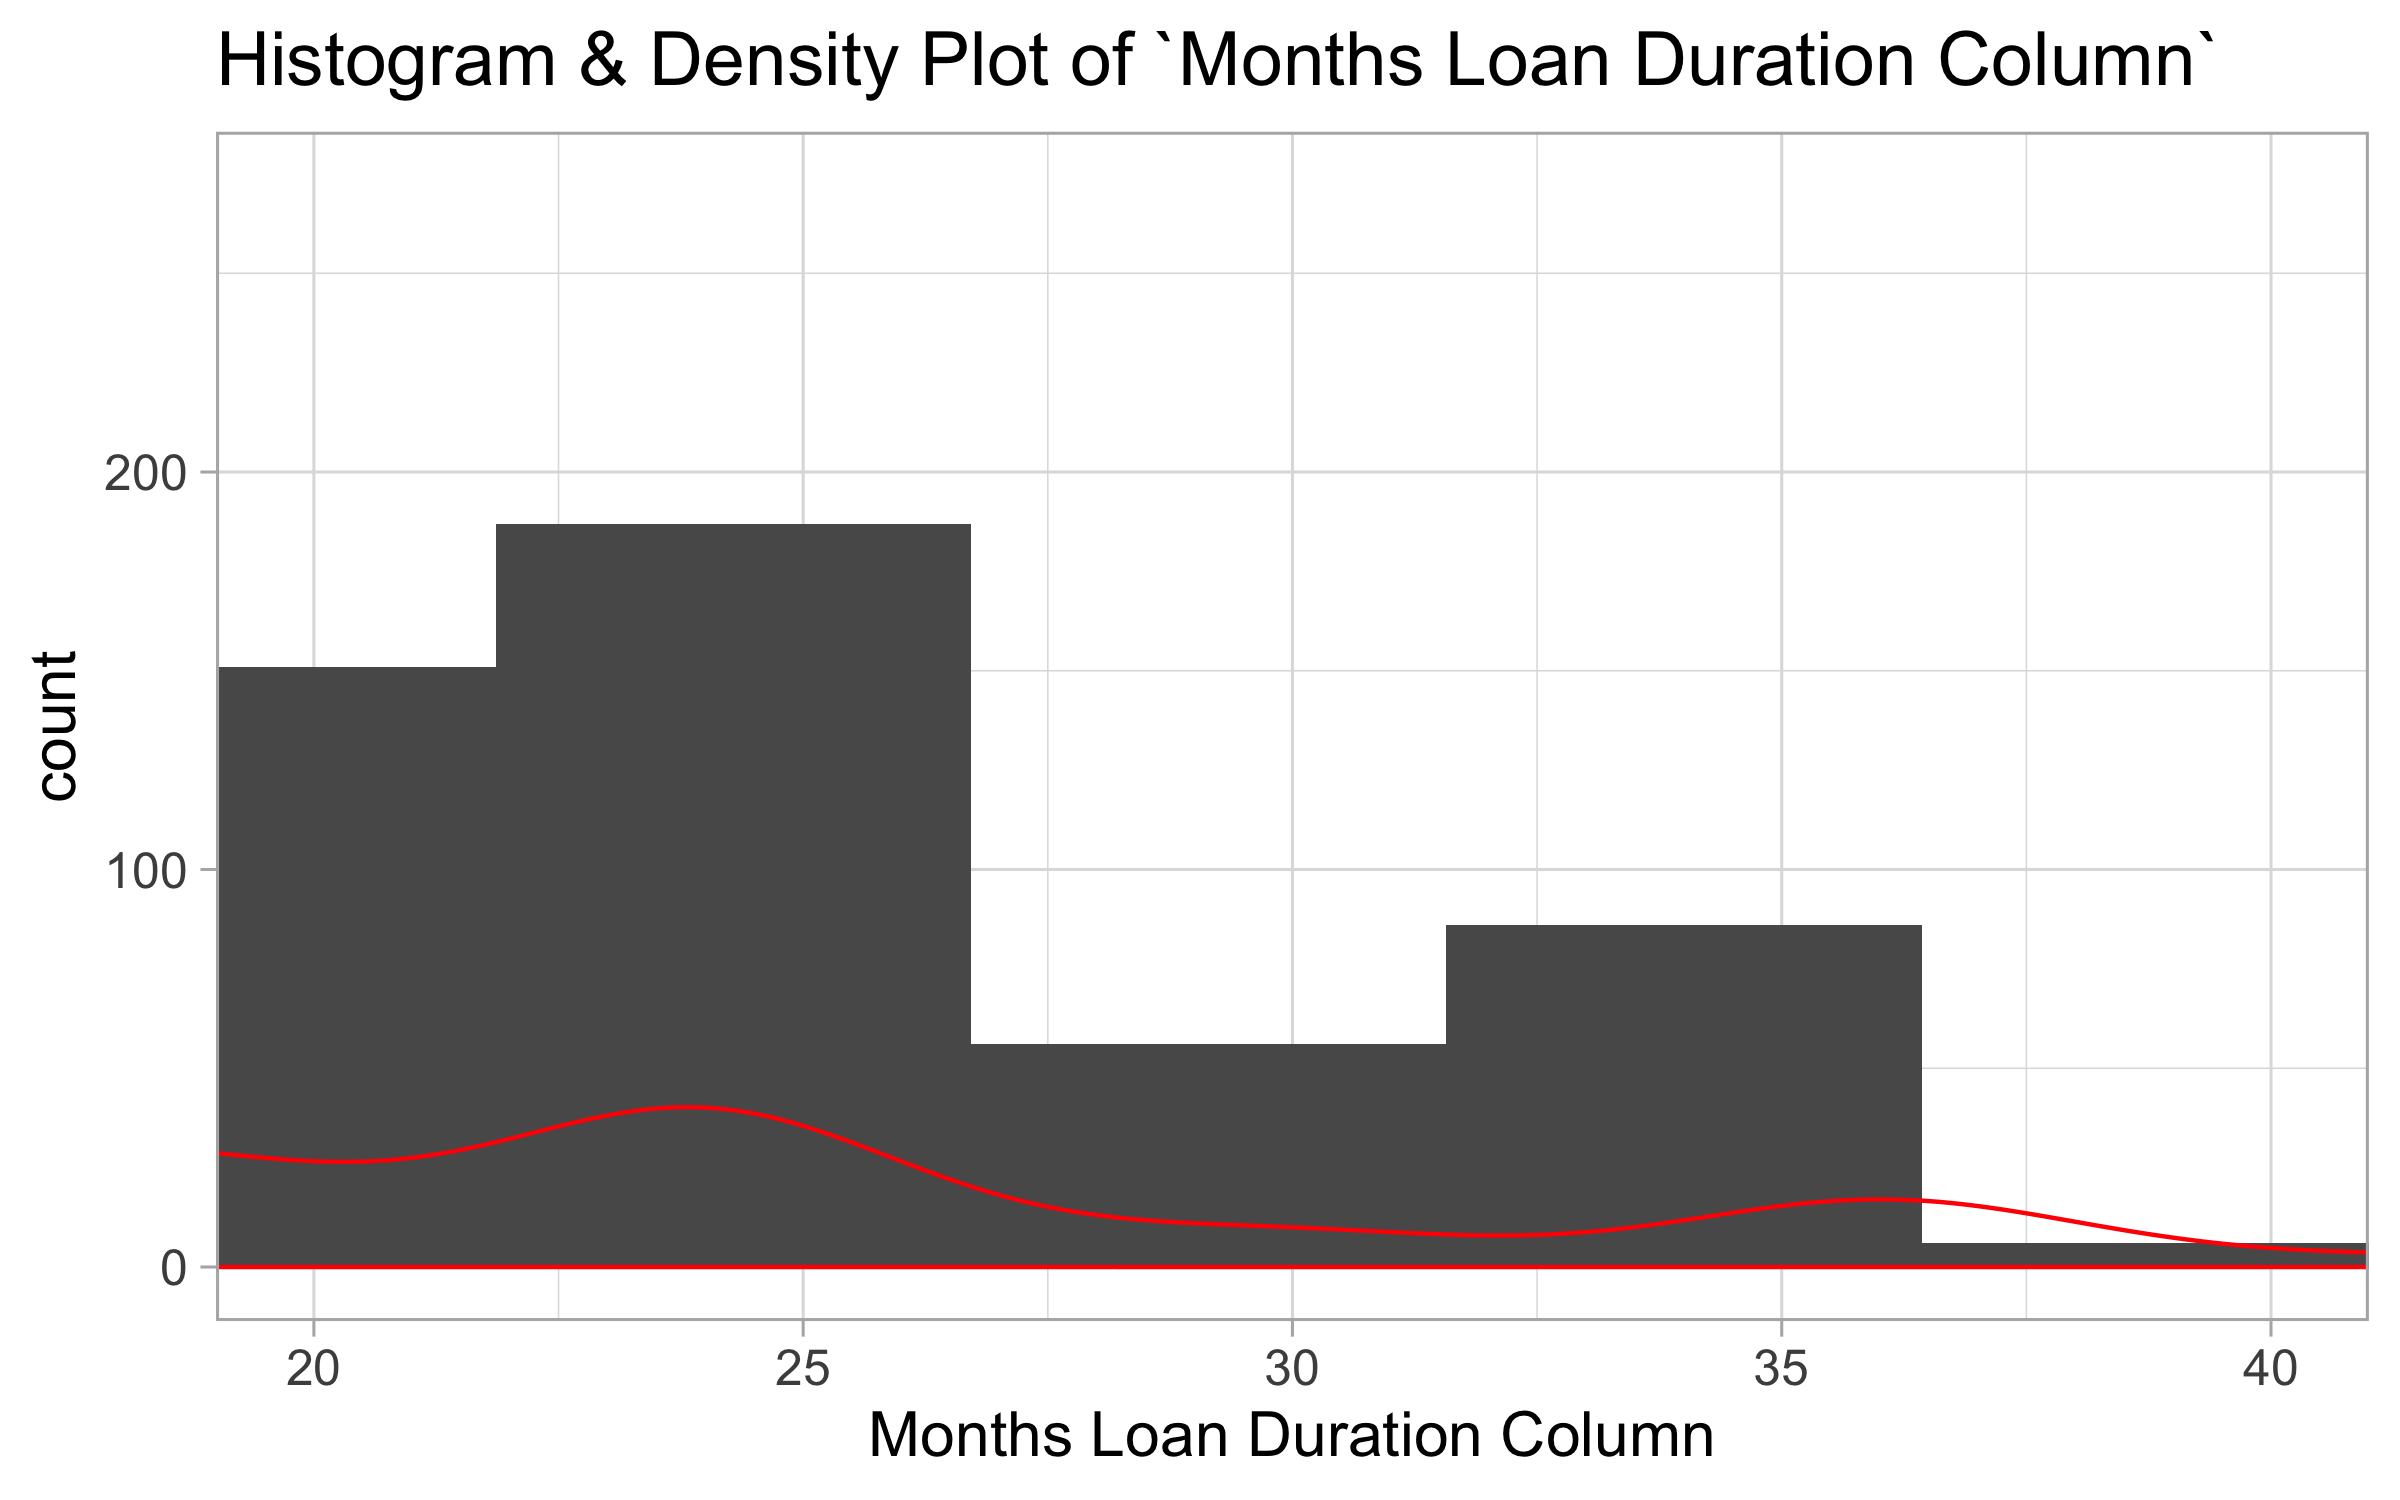 Histogram & Density Plot of `Months Loan Duration Column`
count
200
100
0
20 25 30 35 40
Months Loan Duration Column